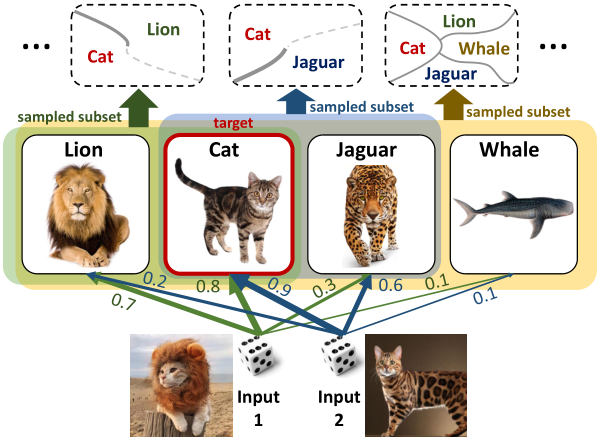 Lion
Cat
Cat
Jaguar
Lion
Cat
Whale
Jaguar
...
...
sampled subset
sampled subset
sampled subset
target
Lion
Cat
Jaguar
Whale
0.2
0.8
0.9
0.3
0.6
0.1
0.1
0.7
Input
1
Input
2